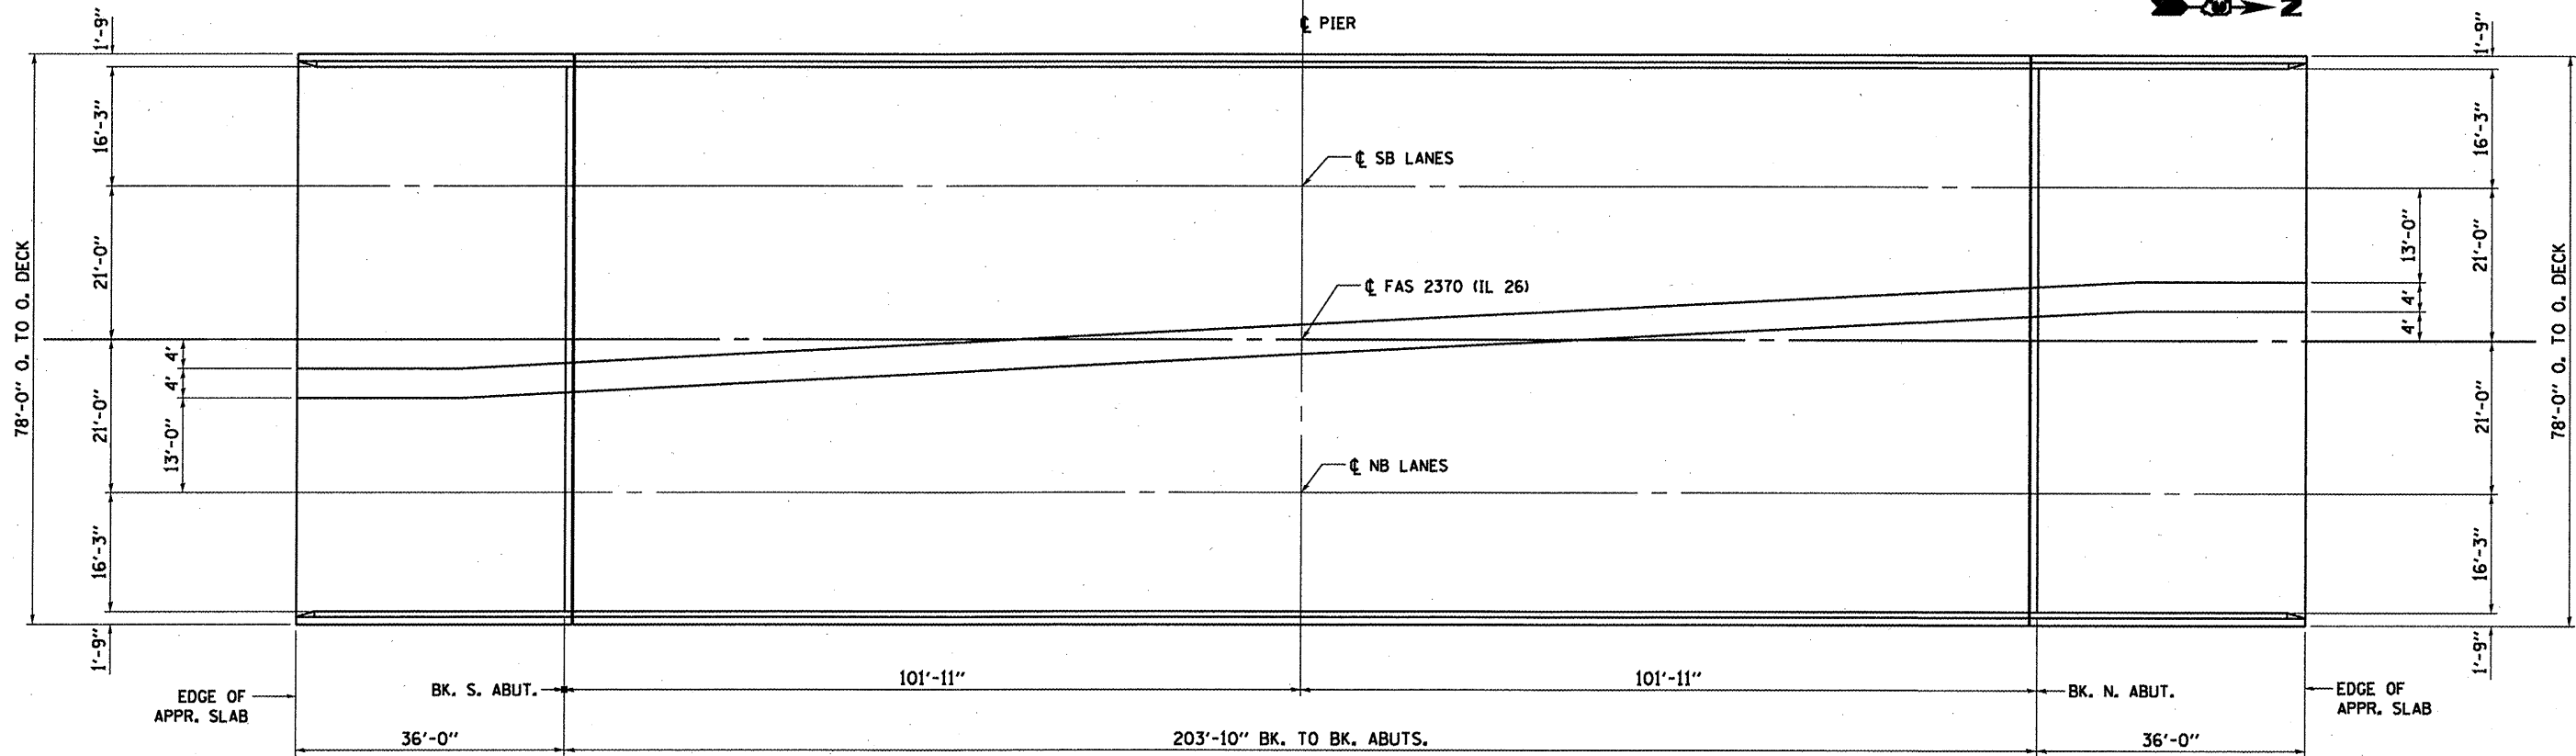 ℄ PIER
N
1'-9"
1'-9"
16'-3"
16'-3"
℄ SB LANES
21'-0"
13'-0"
21'-0"
78'-0" O. TO O. DECK
℄ FAS 2370 (IL 26)
4'
4'
78'-0" O. TO O. DECK
4'
4'
21'-0"
13'-0"
21'-0"
℄ NB LANES
16'-3"
16'-3"
1'-9"
1'-9"
EDGE OF
APPR. SLAB
BK. S. ABUT.
101'-11"
101'-11"
BK. N. ABUT.
EDGE OF
APPR. SLAB
36'-0"
203'-10" BK. TO BK. ABUTS.
36'-0"